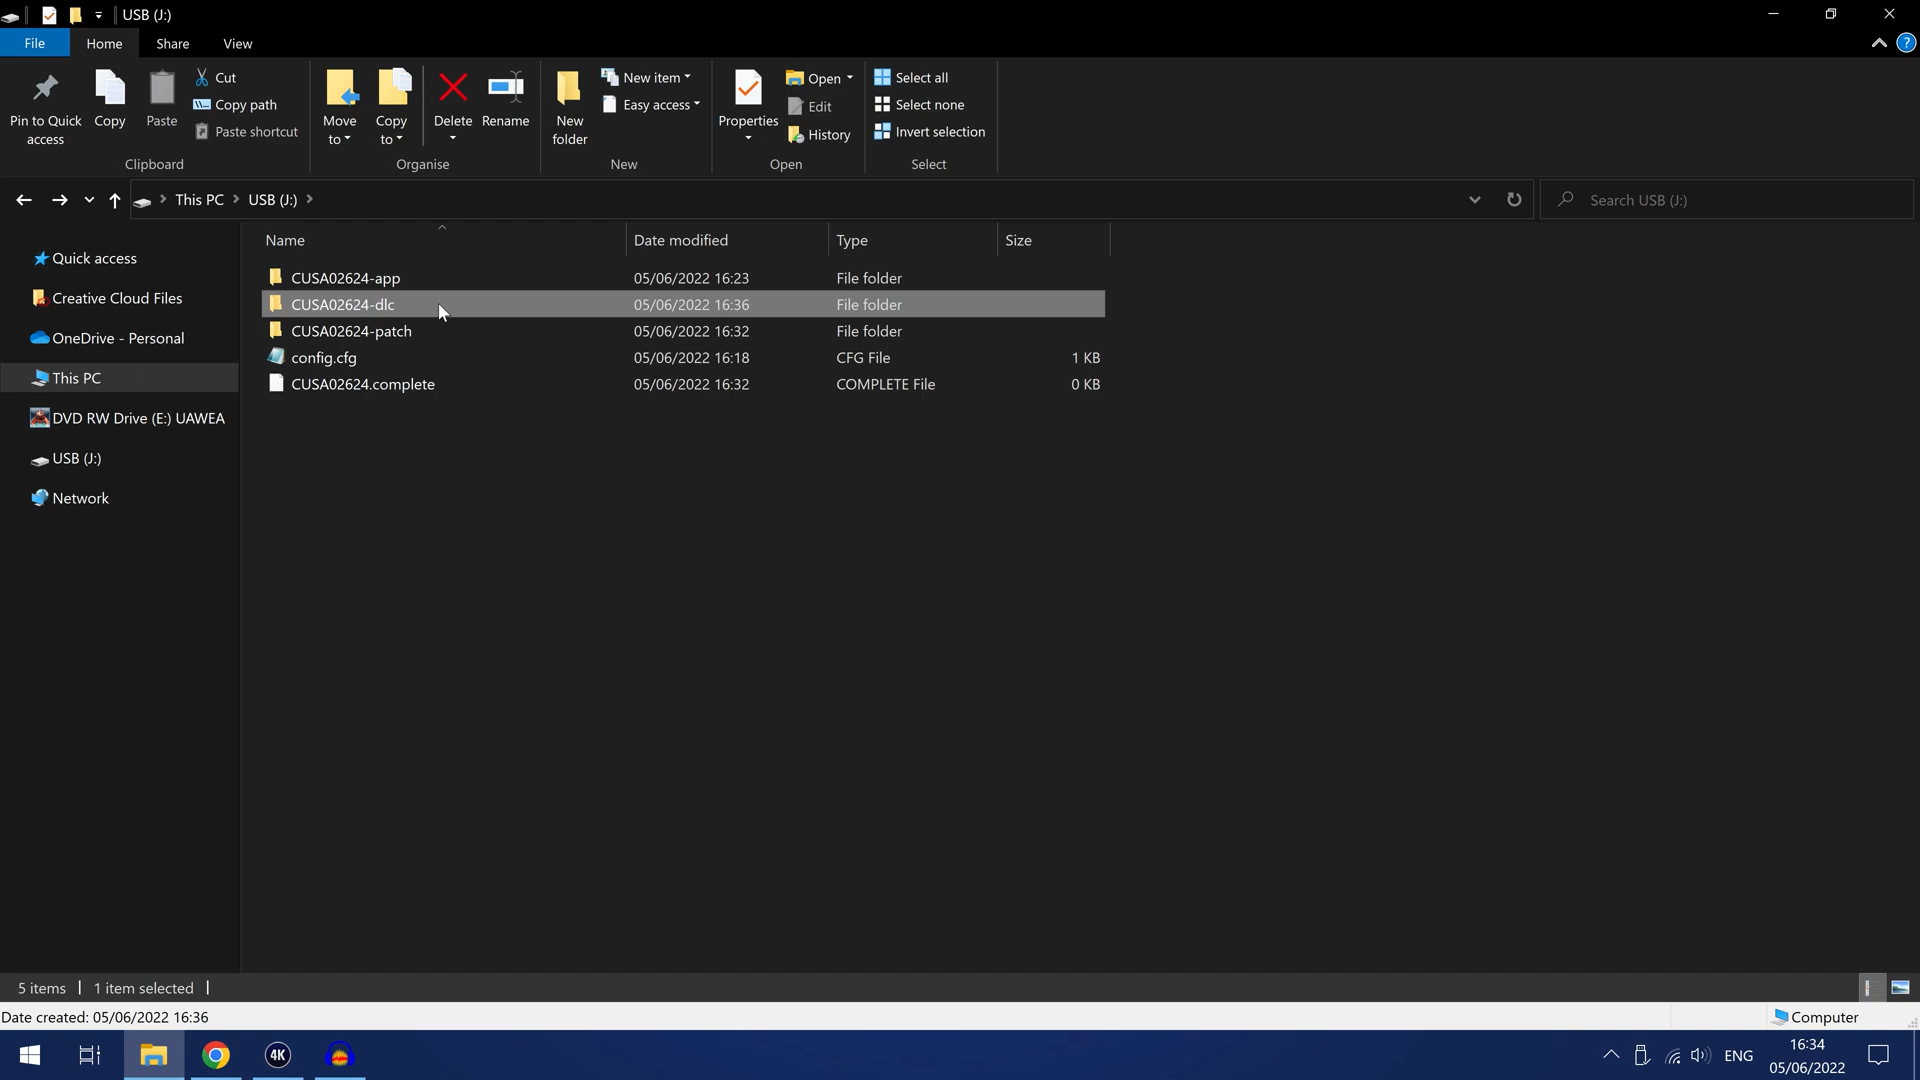 USB (J:)
File Home Share View
Pin to Quick access
Copy
Paste
Cut
Copy path
Paste shortcut
Clipboard
Move to
Copy to
Delete
Rename
Organise
New folder
New item
Easy access
New
Properties
Open
Edit
History
Open
Select all
Select none
Invert selection
Select
This PC USB (J:)
Search USB (J:)
Quick access
Creative Cloud Files
OneDrive - Personal
This PC
DVD RW Drive (E:) UAWEA
USB (J:)
Network
Name Date modified Type Size
CUSA02624-app 05/06/2022 16:23 File folder
CUSA02624-dlc 05/06/2022 16:36 File folder
CUSA02624-patch 05/06/2022 16:32 File folder
config.cfg 05/06/2022 16:18 CFG File 1 KB
CUSA02624.complete 05/06/2022 16:32 COMPLETE File 0 KB
5 items 1 item selected
Date created: 05/06/2022 16:36
Computer
4K
ENG
16:34
05/06/2022